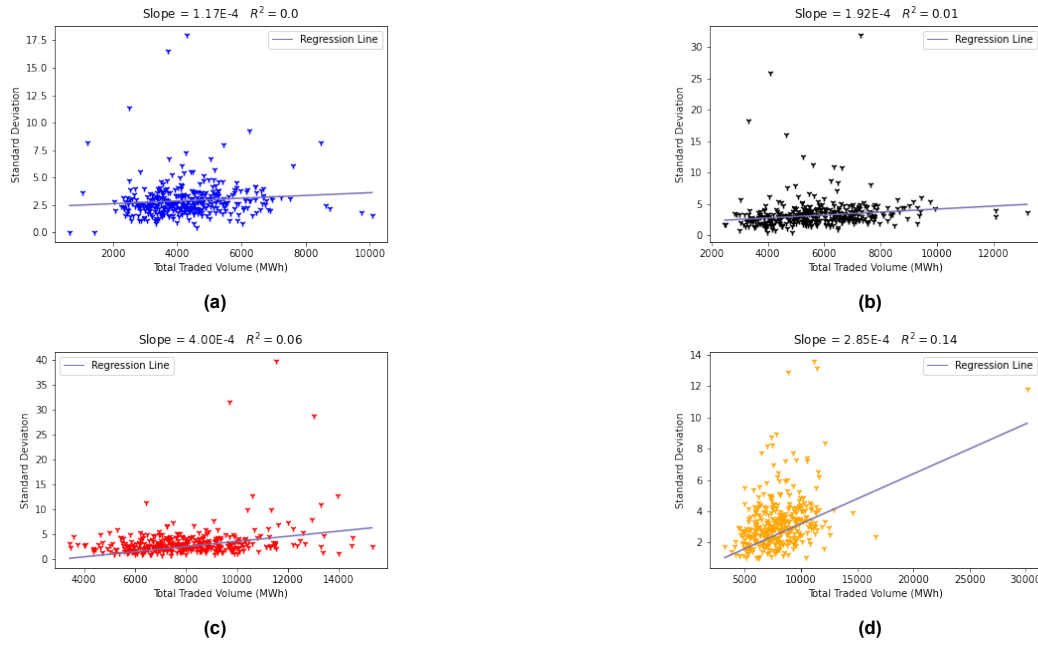 Slope = 1.17E-4 R² = 0.0
17.5
15.0
12.5
10.0
7.5
5.0
2.5
0.0
Standard Deviation
Regression Line
2000 4000 6000 8000 10000
Total Traded Volume (MWh)
(a)
Slope = 1.92E-4 R² = 0.01
30
25
20
15
10
5
0
Standard Deviation
Regression Line
2000 4000 6000 8000 10000 12000
Total Traded Volume (MWh)
(b)
Slope = 4.00E-4 R² = 0.06
40
35
30
25
20
15
10
5
0
Standard Deviation
Regression Line
4000 6000 8000 10000 12000 14000
Total Traded Volume (MWh)
(c)
Slope = 2.85E-4 R² = 0.14
14
12
10
8
6
4
2
Standard Deviation
Regression Line
5000 10000 15000 20000 25000 30000
Total Traded Volume (MWh)
(d)